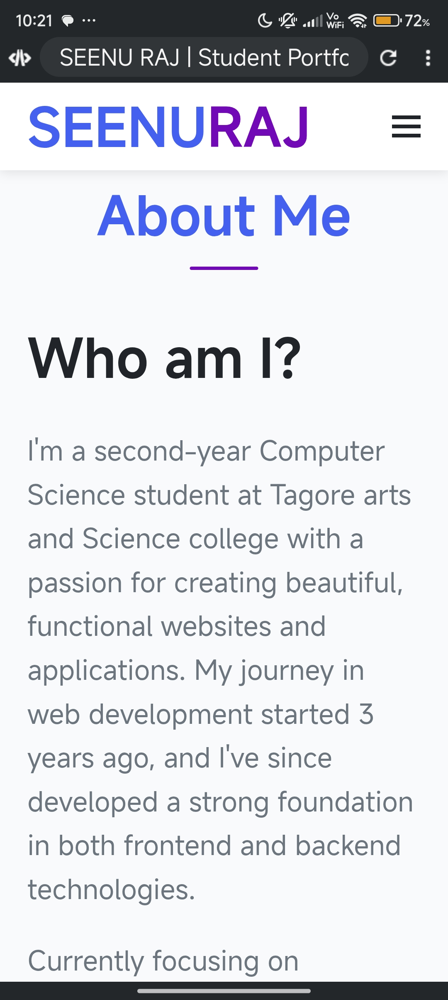 10:21 ... Vo WiFi 72%
SEENU RAJ | Student Portfo
SEENURAJ
About Me
Who am I?
I'm a second-year Computer
Science student at Tagore arts
and Science college with a
passion for creating beautiful,
functional websites and
applications. My journey in
web development started 3
years ago, and I've since
developed a strong foundation
in both frontend and backend
technologies.
Currently focusing on